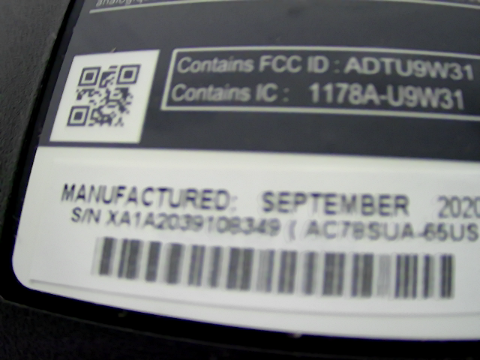 Contains FCC ID : ADTU9W31
Contains IC : 1178A-U9W31
MANUFACTURED: SEPTEMBER 2020
S/N XA1A2039108349 ( AC78SUA-65US